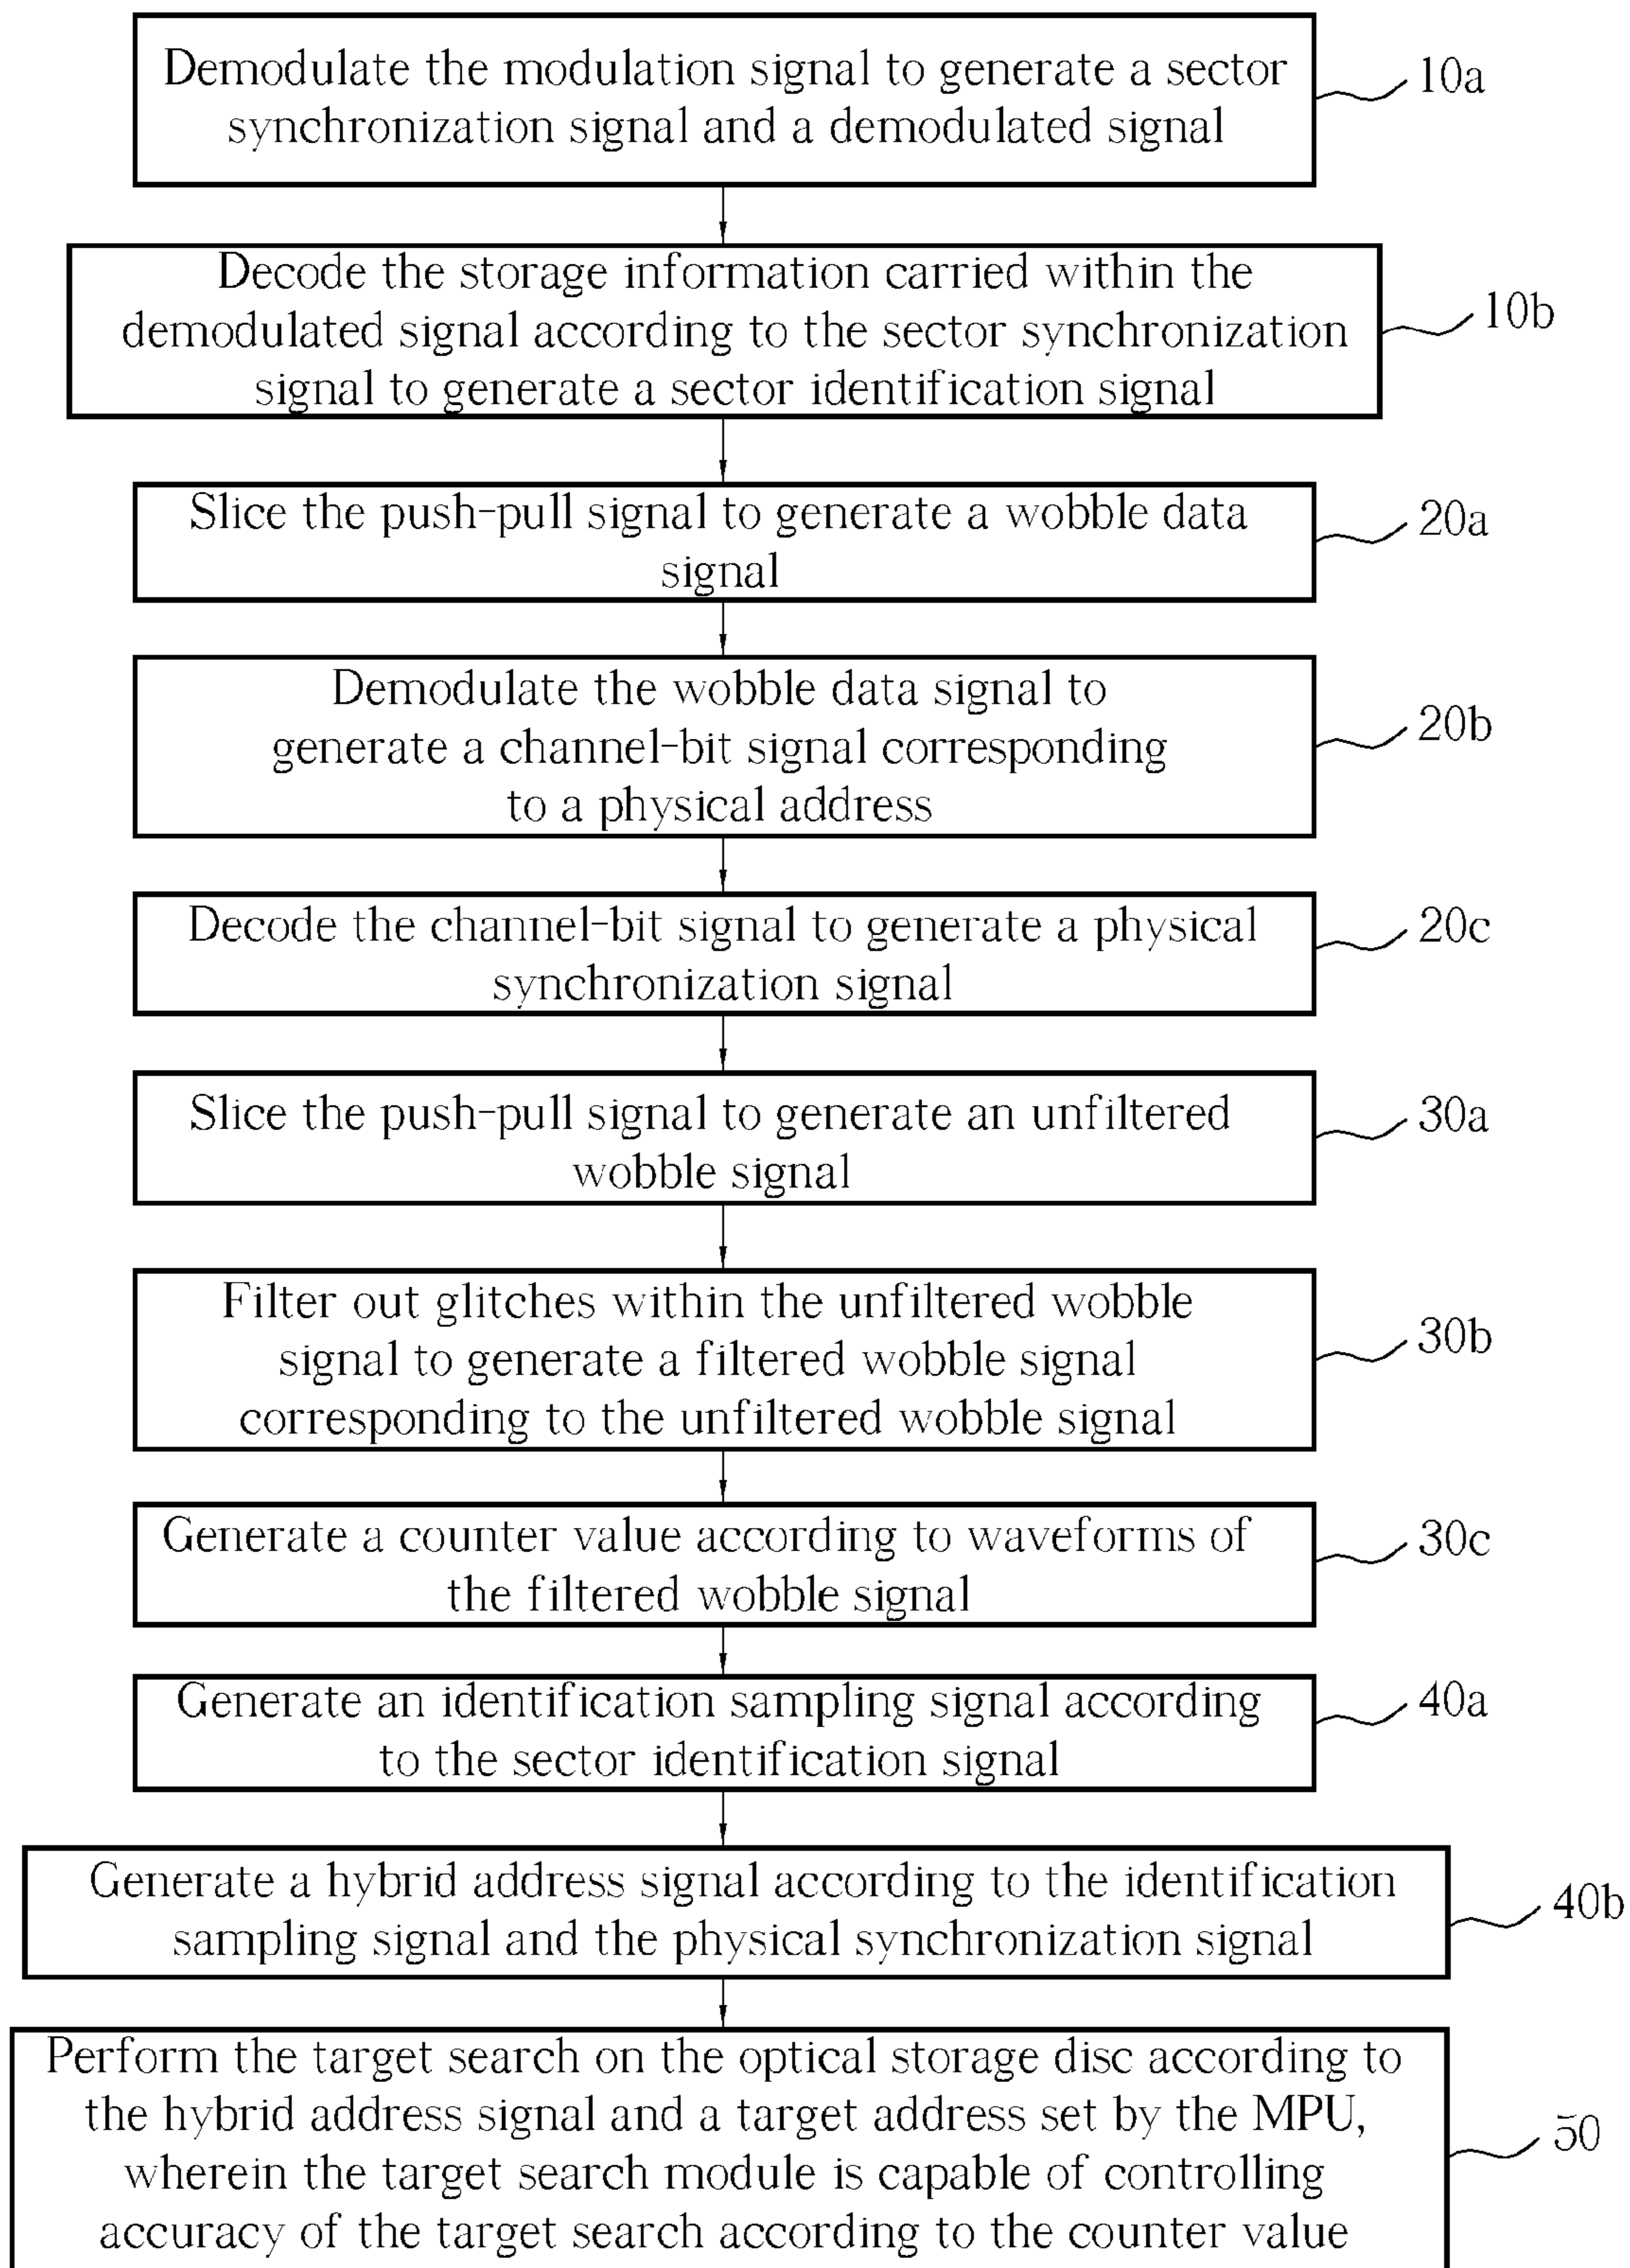 Demodulate the modulation signal to generate a sector
synchronization signal and a demodulated signal
10a
Decode the storage information carried within the
demodulated signal according to the sector synchronization
signal to generate a sector identification signal
10b
Slice the push-pull signal to generate a wobble data
signal
20a
Demodulate the wobble data signal to
generate a channel-bit signal corresponding
to a physical address
20b
Decode the channel-bit signal to generate a physical
synchronization signal
20c
Slice the push-pull signal to generate an unfiltered
wobble signal
30a
Filter out glitches within the unfiltered wobble
signal to generate a filtered wobble signal
corresponding to the unfiltered wobble signal
30b
Generate a counter value according to waveforms of
the filtered wobble signal
30c
Generate an identification sampling signal according
to the sector identification signal
40a
Generate a hybrid address signal according to the identification
sampling signal and the physical synchronization signal
40b
Perform the target search on the optical storage disc according to
the hybrid address signal and a target address set by the MPU,
wherein the target search module is capable of controlling
accuracy of the target search according to the counter value
50